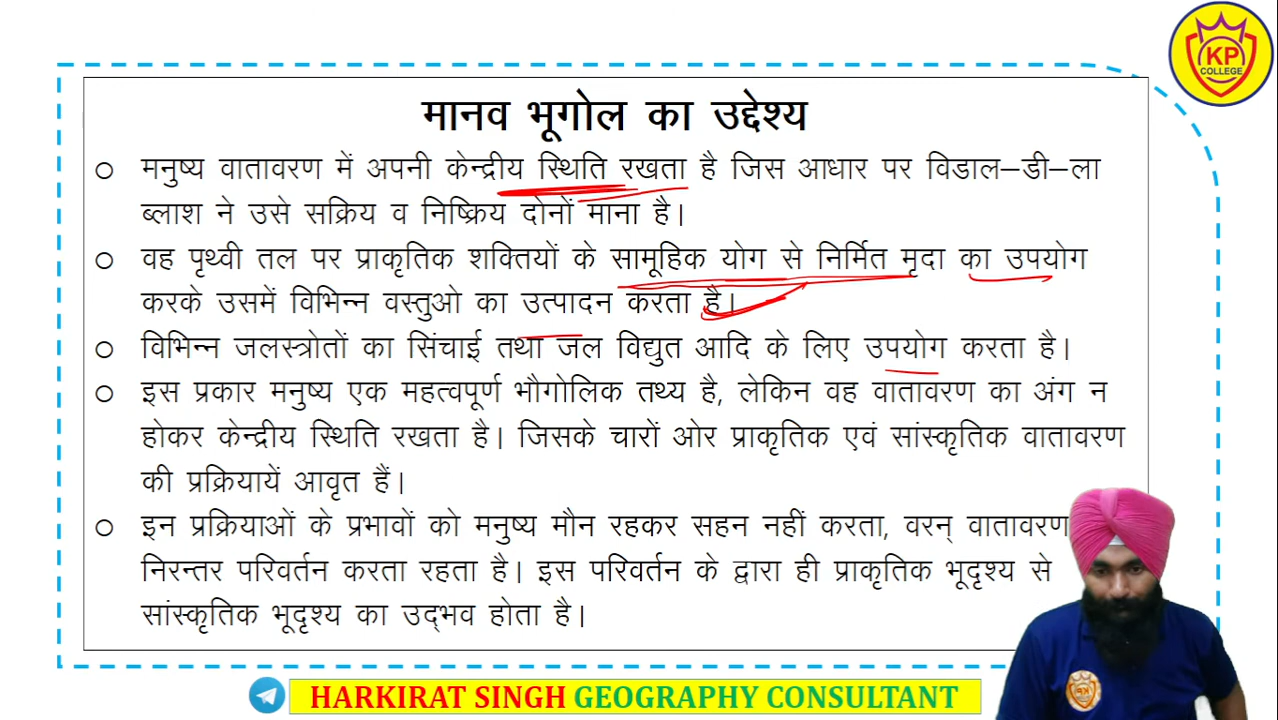 KP
COLLEGE
मानव भूगोल का उद्देश्य
○ मनुष्य वातावरण में अपनी केन्द्रीय स्थिति रखता है जिस आधार पर विडाल–डी–ला
ब्लाश ने उसे सक्रिय व निष्क्रिय दोनों माना है।
○ वह पृथ्वी तल पर प्राकृतिक शक्तियों के सामूहिक योग से निर्मित मृदा का उपयोग
करके उसमें विभिन्न वस्तुओ का उत्पादन करता है।
○ विभिन्न जलस्त्रोतों का सिंचाई तथा जल विद्युत आदि के लिए उपयोग करता है।
○ इस प्रकार मनुष्य एक महत्वपूर्ण भौगोलिक तथ्य है, लेकिन वह वातावरण का अंग न
होकर केन्द्रीय स्थिति रखता है। जिसके चारों ओर प्राकृतिक एवं सांस्कृतिक वातावरण
की प्रक्रियायें आवृत हैं।
○ इन प्रक्रियाओं के प्रभावों को मनुष्य मौन रहकर सहन नहीं करता, वरन् वातावरण
निरन्तर परिवर्तन करता रहता है। इस परिवर्तन के द्वारा ही प्राकृतिक भूदृश्य से
सांस्कृतिक भूदृश्य का उद्भव होता है।
HARKIRAT SINGH GEOGRAPHY CONSULTANT